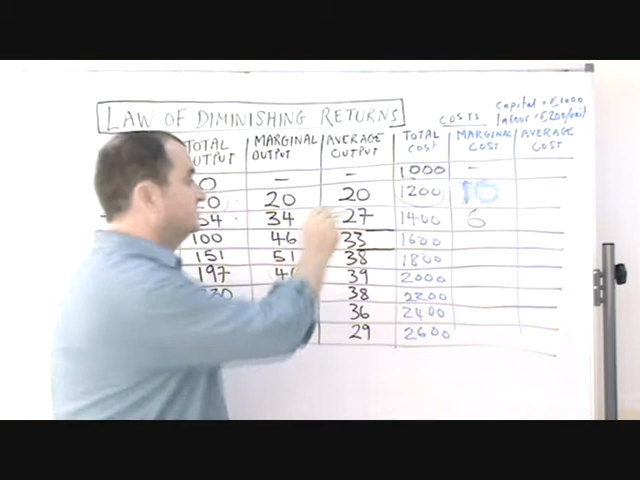 LAW OF DIMINISHING RETURNS
COSTS
capital = £1000
labour = £200/unit
TOTAL OUTPUT MARGINAL OUTPUT AVERAGE OUTPUT TOTAL COST MARGINAL COST AVERAGE COST
0 - - 1000 -
20 20 1200 10
54 34 27 1400 6
100 46 33 1600
151 51 38 1800
197 39 2000
38 2200
36 2400
29 2600